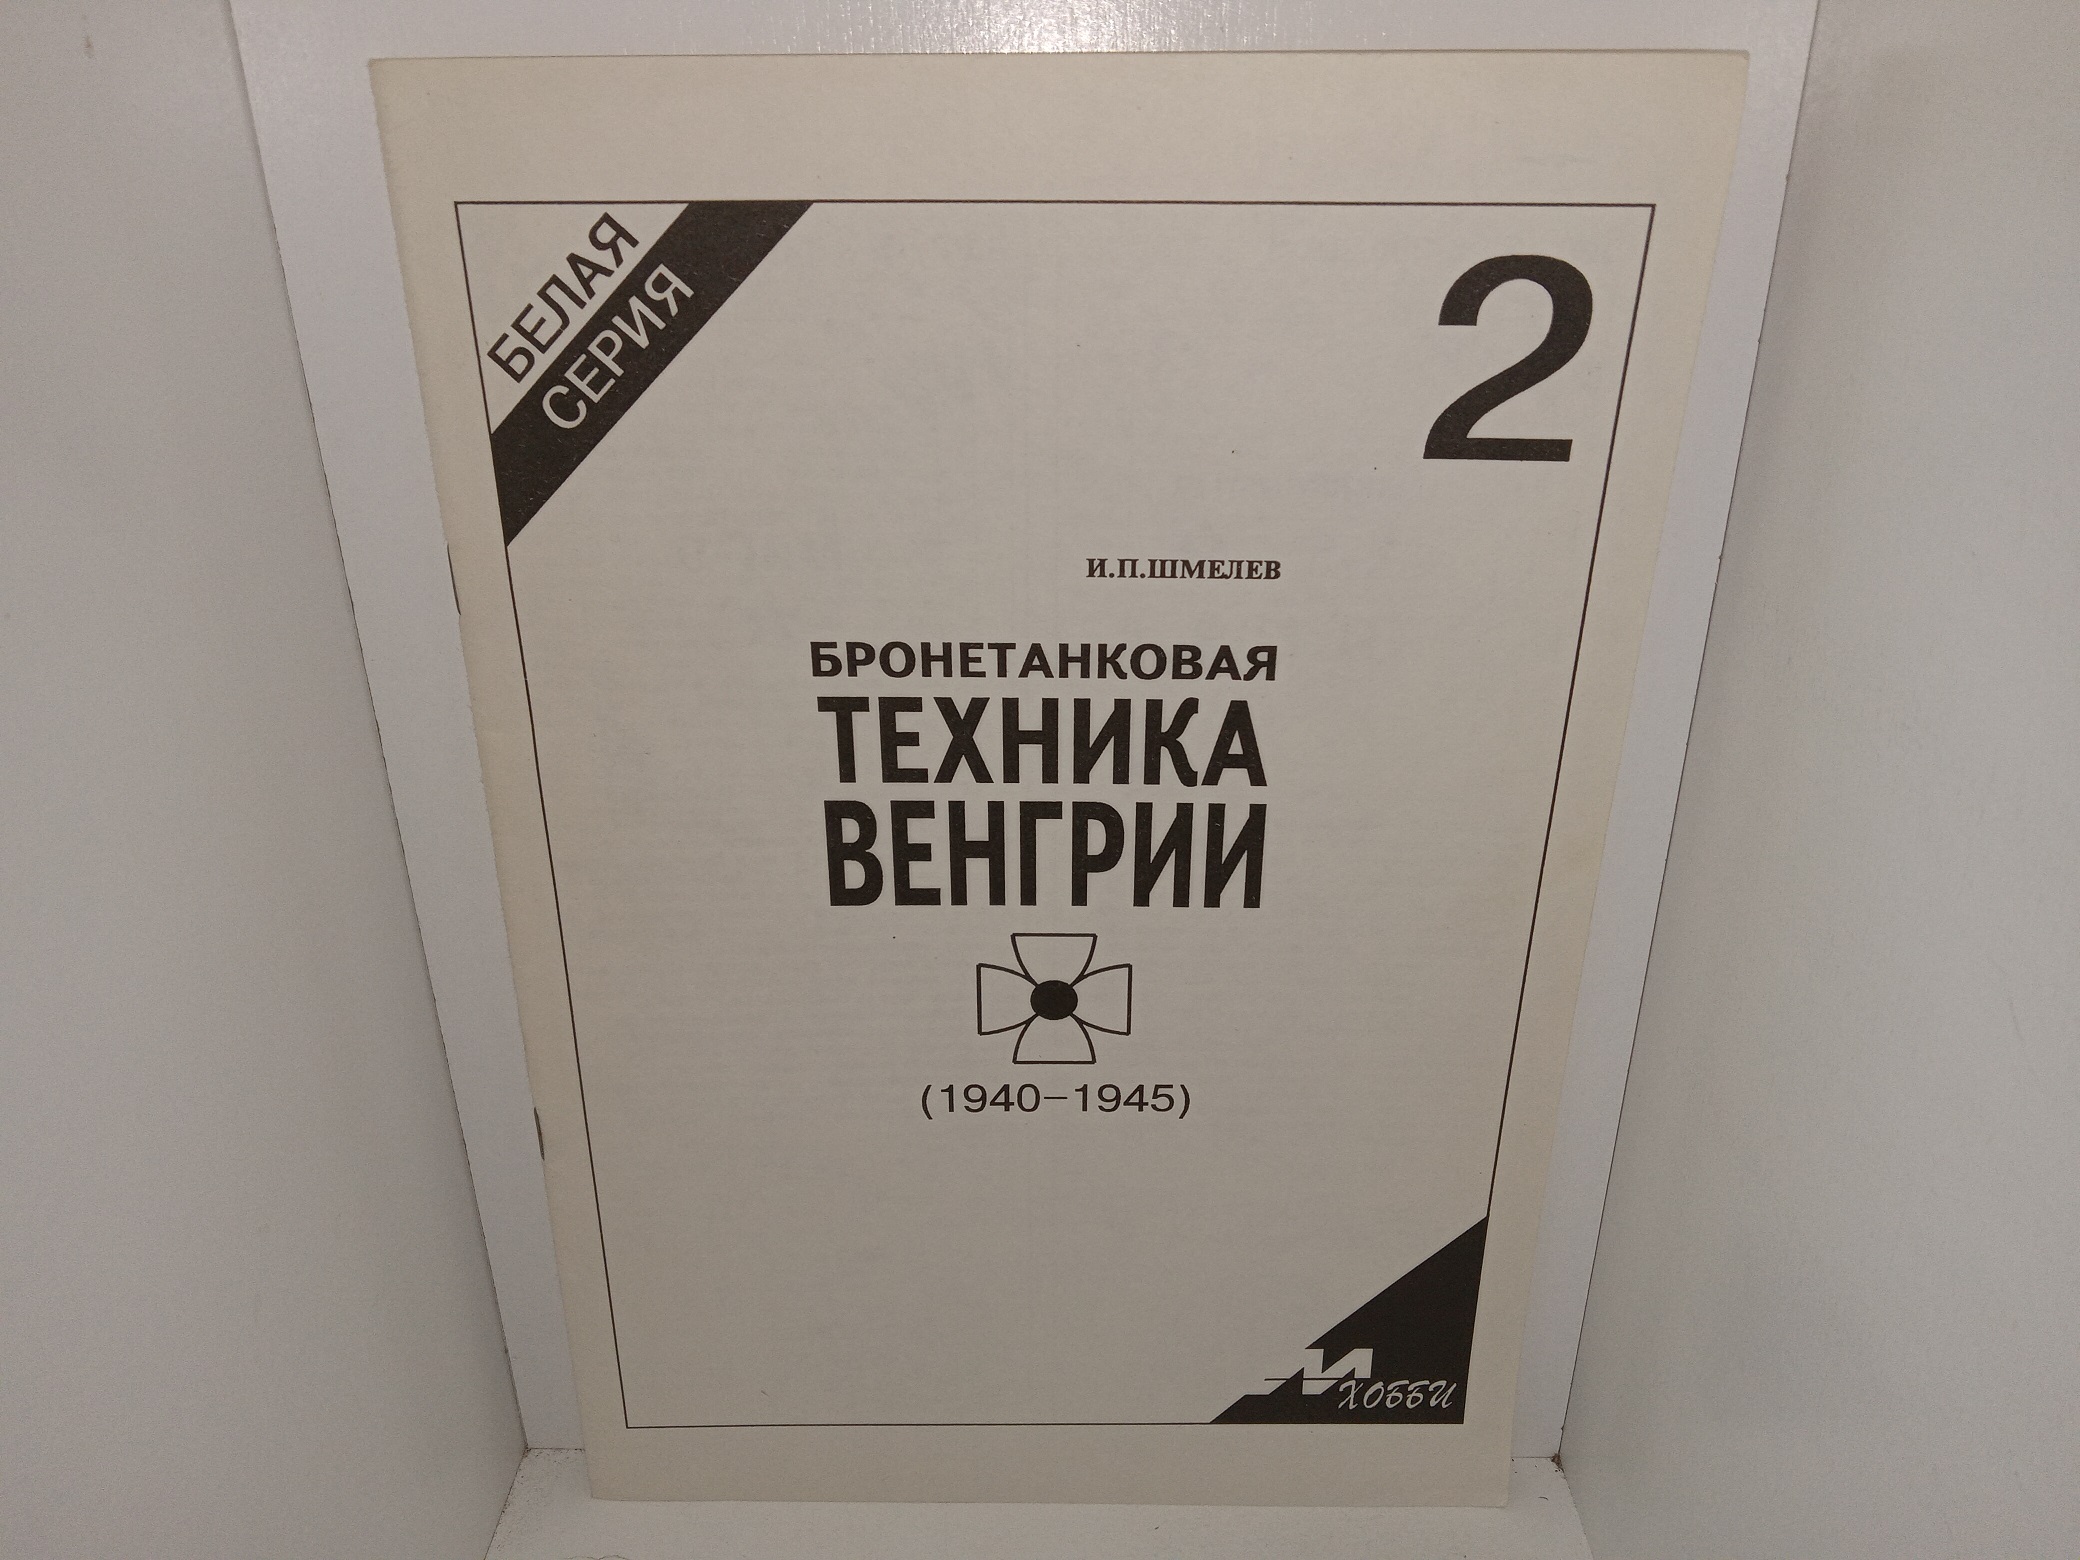 БЕЛАЯ
СЕРИЯ
2
И.П.ШМЕЛЕВ
БРОНЕТАНКОВАЯ
ТЕХНИКА
ВЕНГРИИ
(1940-1945)
М ХОББИ